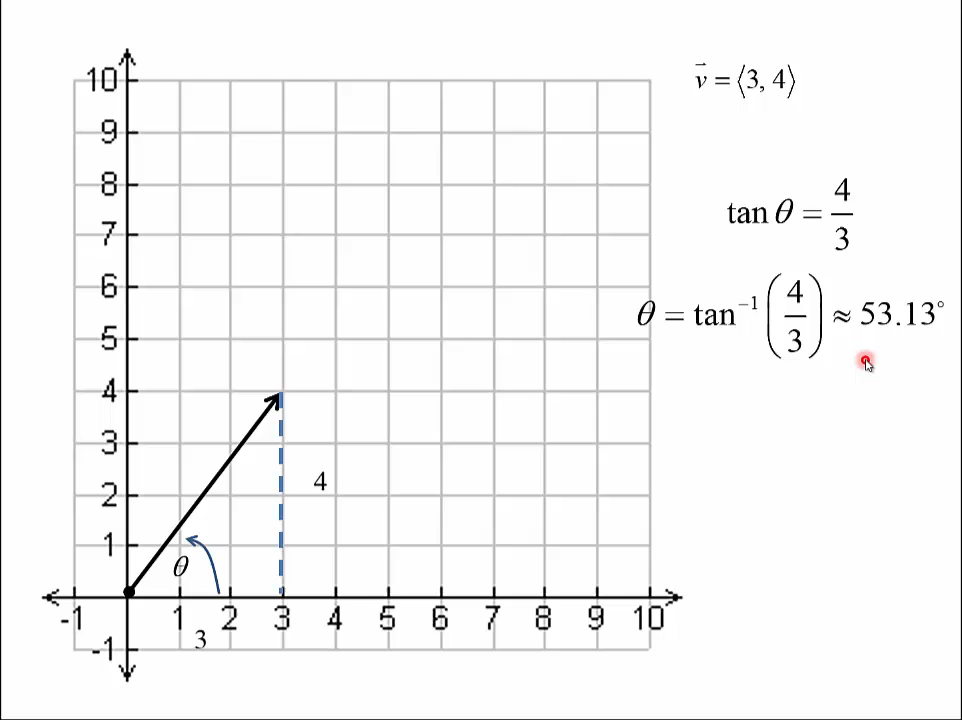 v⃗ = ⟨3, 4⟩
tan θ = 4/3
θ = tan⁻¹(4/3) ≈ 53.13°
10
9
8
7
6
5
4
3
2
1
4
θ
-1 1 2 3 4 5 6 7 8 9 10
3
-1